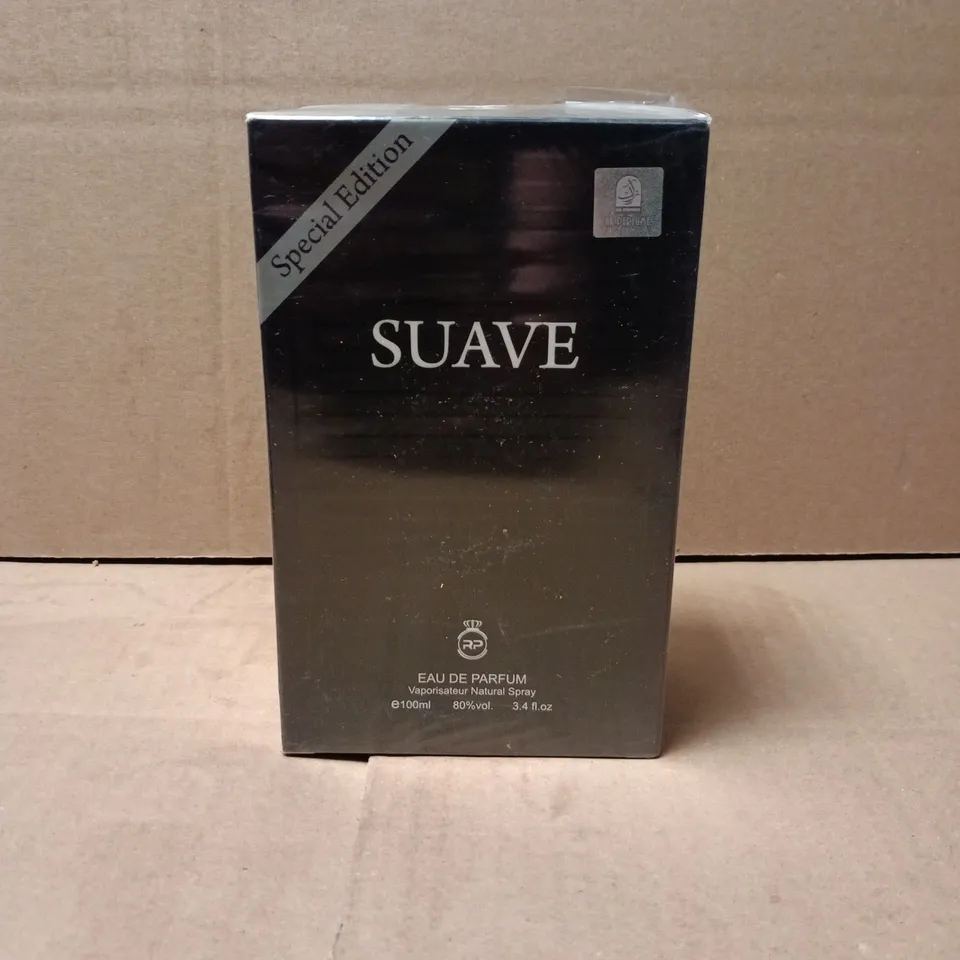 Special Edition
SUAVE
RP
EAU DE PARFUM
Vaporisateur Natural Spray
℮100ml 80%vol. 3.4 fl.oz